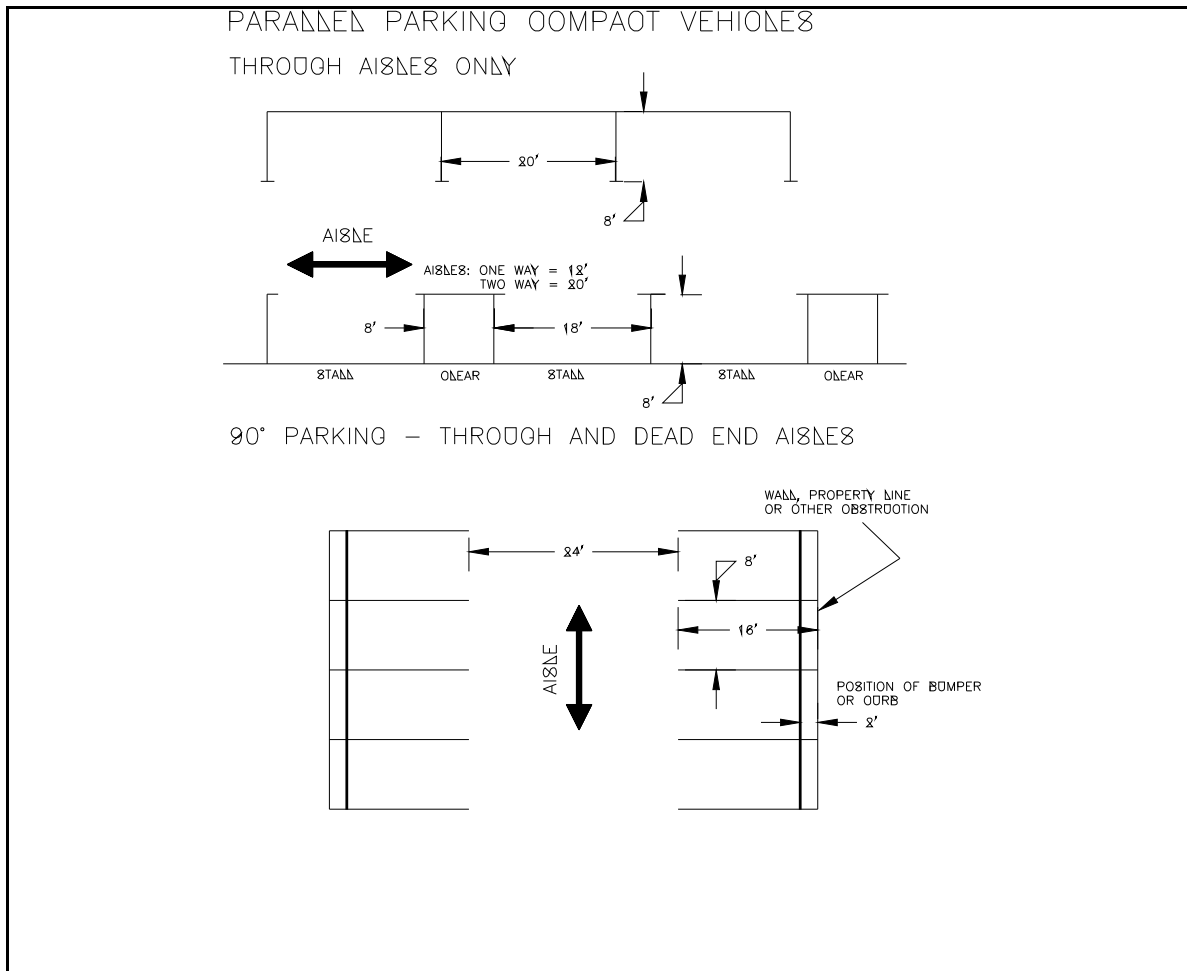 PARALLEL PARKING COMPACT VEHICLES
THROUGH AISLES ONLY
20'
8'
AISLE
AISLES: ONE WAY = 12'
TWO WAY = 20'
8'
18'
STALL
CLEAR
STALL
STALL
CLEAR
8'
90° PARKING – THROUGH AND DEAD END AISLES
WALL, PROPERTY LINE
OR OTHER OBSTRUCTION
24'
8'
16'
AISLE
POSITION OF BUMPER
OR CURB
2'